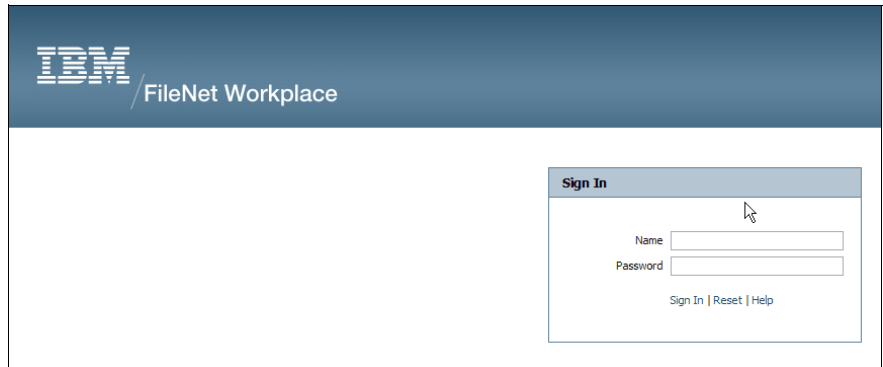 IBM
FileNet Workplace
Sign In
Name
Password
Sign In | Reset | Help